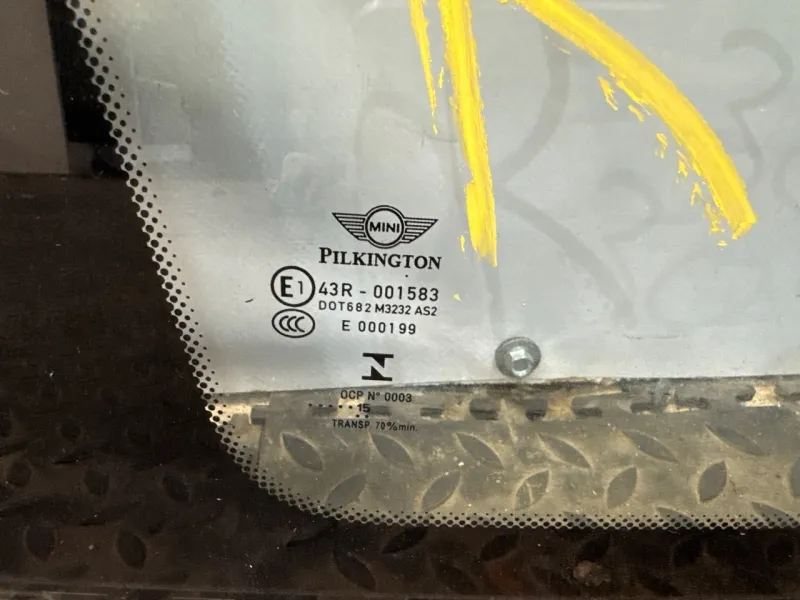 MINI
PILKINGTON
E1 43R - 001583
DOT682 M3232 AS2
CCC E 000199
N
OCP N° 0003
.....15
TRANSP. 70%min.